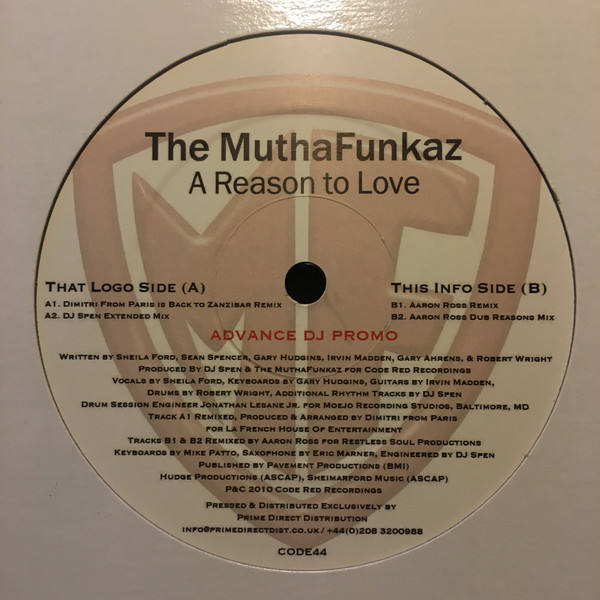 The MuthaFunkaz
A Reason to Love
That Logo Side (A)
A1. Dimitri From Paris is Back to Zanzibar Remix
A2. DJ Spen Extended Mix
This Info Side (B)
B1. Aaron Ross Remix
B2. Aaron Ross Dub Reasons Mix
ADVANCE DJ PROMO
Written by Sheila Ford, Sean Spencer, Gary Hudgins, Irvin Madden, Gary Ahrens, & Robert Wright
Produced By DJ Spen & The MuthaFunkaz for Code Red Recordings
Vocals by Sheila Ford, Keyboards by Gary Hudgins, Guitars by Irvin Madden,
Drums by Robert Wright, Additional Rhythm Tracks by DJ Spen
Drum Session Engineer Jonathan Lesane Jr. for Moejo Recording Studios, Baltimore, MD
Track A1 Remixed, Produced & Arranged by Dimitri from Paris
for La French House Of Entertainment
Tracks B1 & B2 Remixed by Aaron Ross for Restless Soul Productions
Keyboards by Mike Patto, Saxophone by Eric Marner, Engineered by DJ Spen
Published by Pavement Productions (BMI)
Hudge Productions (ASCAP), Sheimarford Music (ASCAP)
P&C 2010 Code Red Recordings
Pressed & Distributed Exclusively by
Prime Direct Distribution
info@primedirectdist.co.uk / +44(0)208 3200988
CODE44
MF